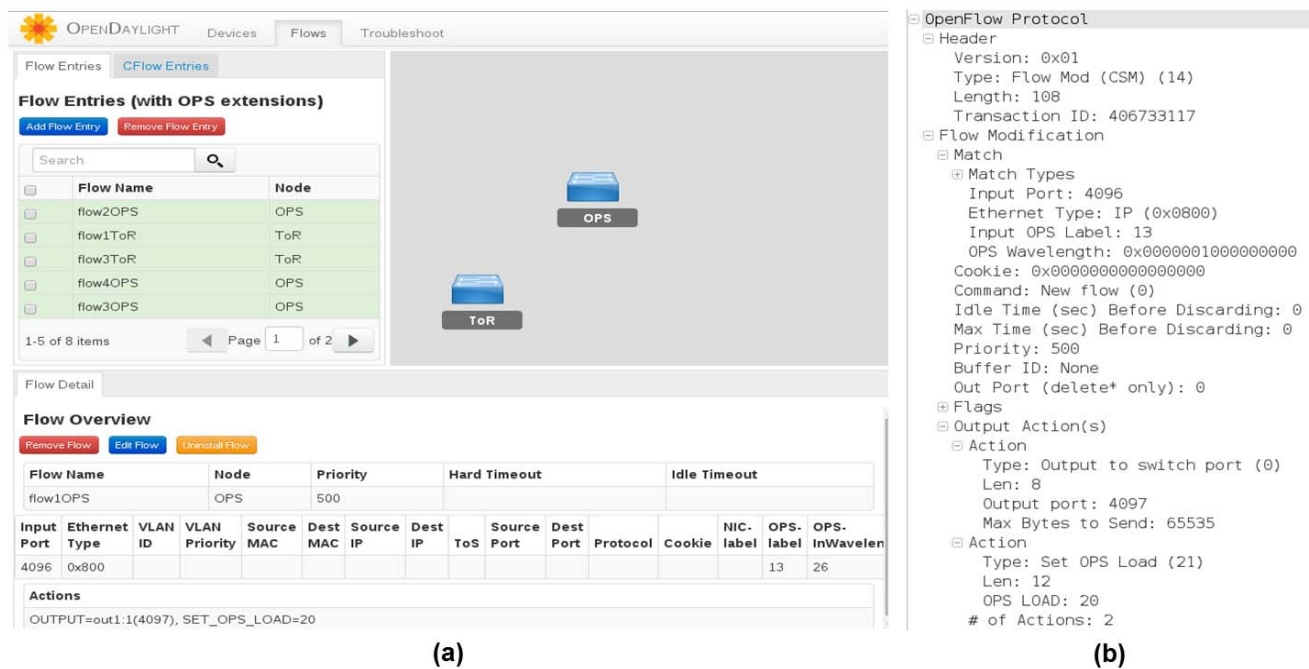 OPENDAYLIGHT Devices Flows Troubleshoot
Flow Entries CFlow Entries
Flow Entries (with OPS extensions)
Add Flow Entry Remove Flow Entry
Search
Flow Name Node
flow2OPS OPS
flow1ToR ToR
flow3ToR ToR
flow4OPS OPS
flow3OPS OPS
1-5 of 8 items Page 1 of 2
OPS
ToR
Flow Detail
Flow Overview
Remove Flow Edit Flow Uninstall Flow
Flow Name Node Priority Hard Timeout Idle Timeout
flow1OPS OPS 500
Input Port Ethernet Type VLAN ID VLAN Priority Source MAC Dest MAC Source IP Dest IP ToS Source Port Dest Port Protocol Cookie NIC-label OPS-label OPS-InWavelen
4096 0x800 13 26
Actions
OUTPUT=out1:1(4097), SET_OPS_LOAD=20
(a)
OpenFlow Protocol
Header
Version: 0x01
Type: Flow Mod (CSM) (14)
Length: 108
Transaction ID: 406733117
Flow Modification
Match
Match Types
Input Port: 4096
Ethernet Type: IP (0x0800)
Input OPS Label: 13
OPS Wavelength: 0x0000001000000000
Cookie: 0x0000000000000000
Command: New flow (0)
Idle Time (sec) Before Discarding: 0
Max Time (sec) Before Discarding: 0
Priority: 500
Buffer ID: None
Out Port (delete* only): 0
Flags
Output Action(s)
Action
Type: Output to switch port (0)
Len: 8
Output port: 4097
Max Bytes to Send: 65535
Action
Type: Set OPS Load (21)
Len: 12
OPS LOAD: 20
# of Actions: 2
(b)